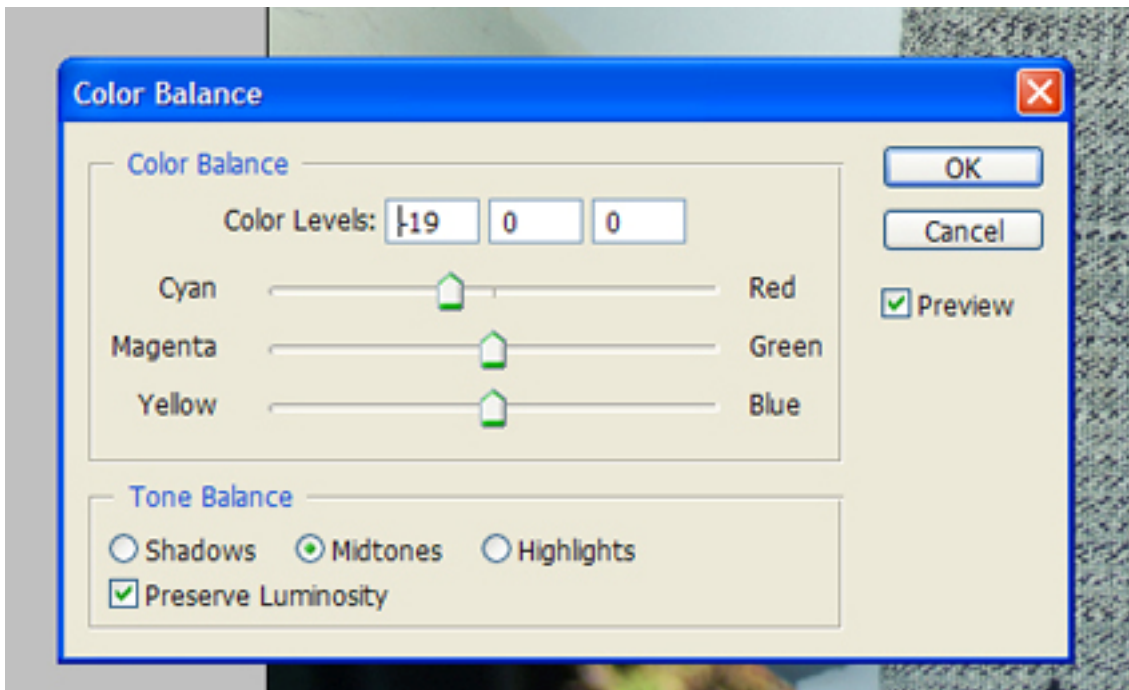 Color Balance
Color Balance
OK
Color Levels: -19 0 0
Cancel
Cyan Red
Preview
Magenta Green
Yellow Blue
Tone Balance
Shadows Midtones Highlights
Preserve Luminosity